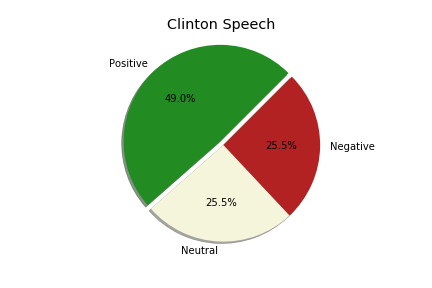 Clinton Speech
Positive
49.0%
25.5%
Negative
25.5%
Neutral